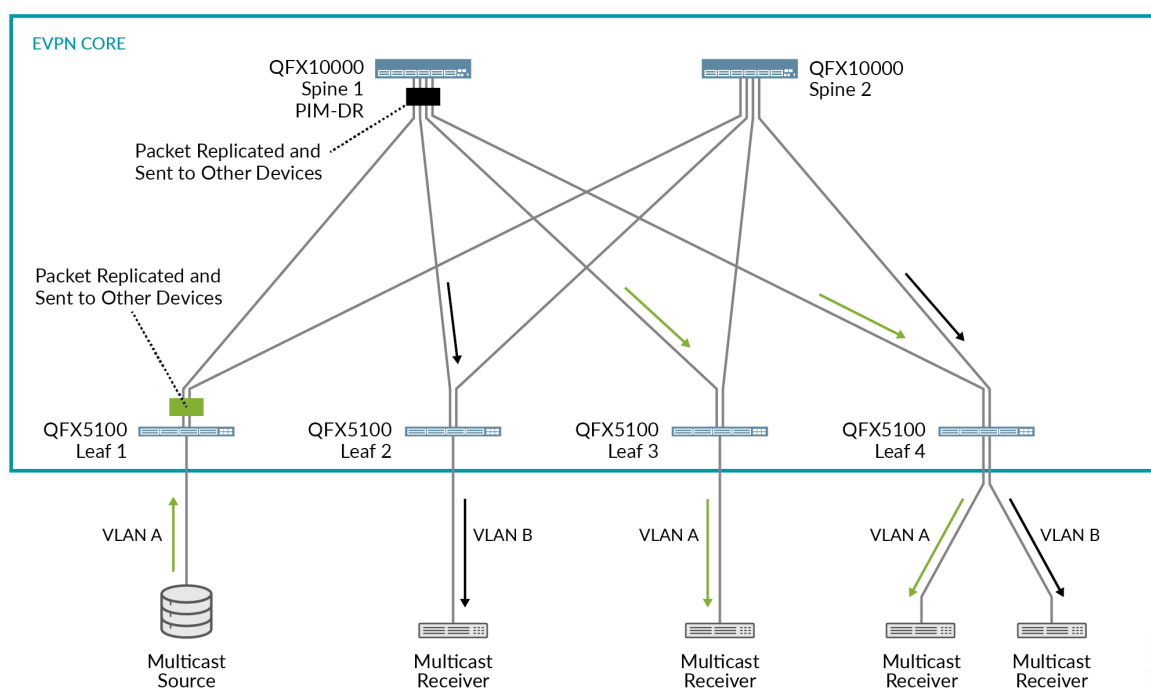 EVPN CORE
QFX10000
Spine 1
PIM-DR
QFX10000
Spine 2
Packet Replicated and
Sent to Other Devices
Packet Replicated and
Sent to Other Devices
QFX5100
Leaf 1
QFX5100
Leaf 2
QFX5100
Leaf 3
QFX5100
Leaf 4
VLAN A
VLAN B
VLAN A
VLAN A
VLAN B
Multicast
Source
Multicast
Receiver
Multicast
Receiver
Multicast
Receiver
Multicast
Receiver